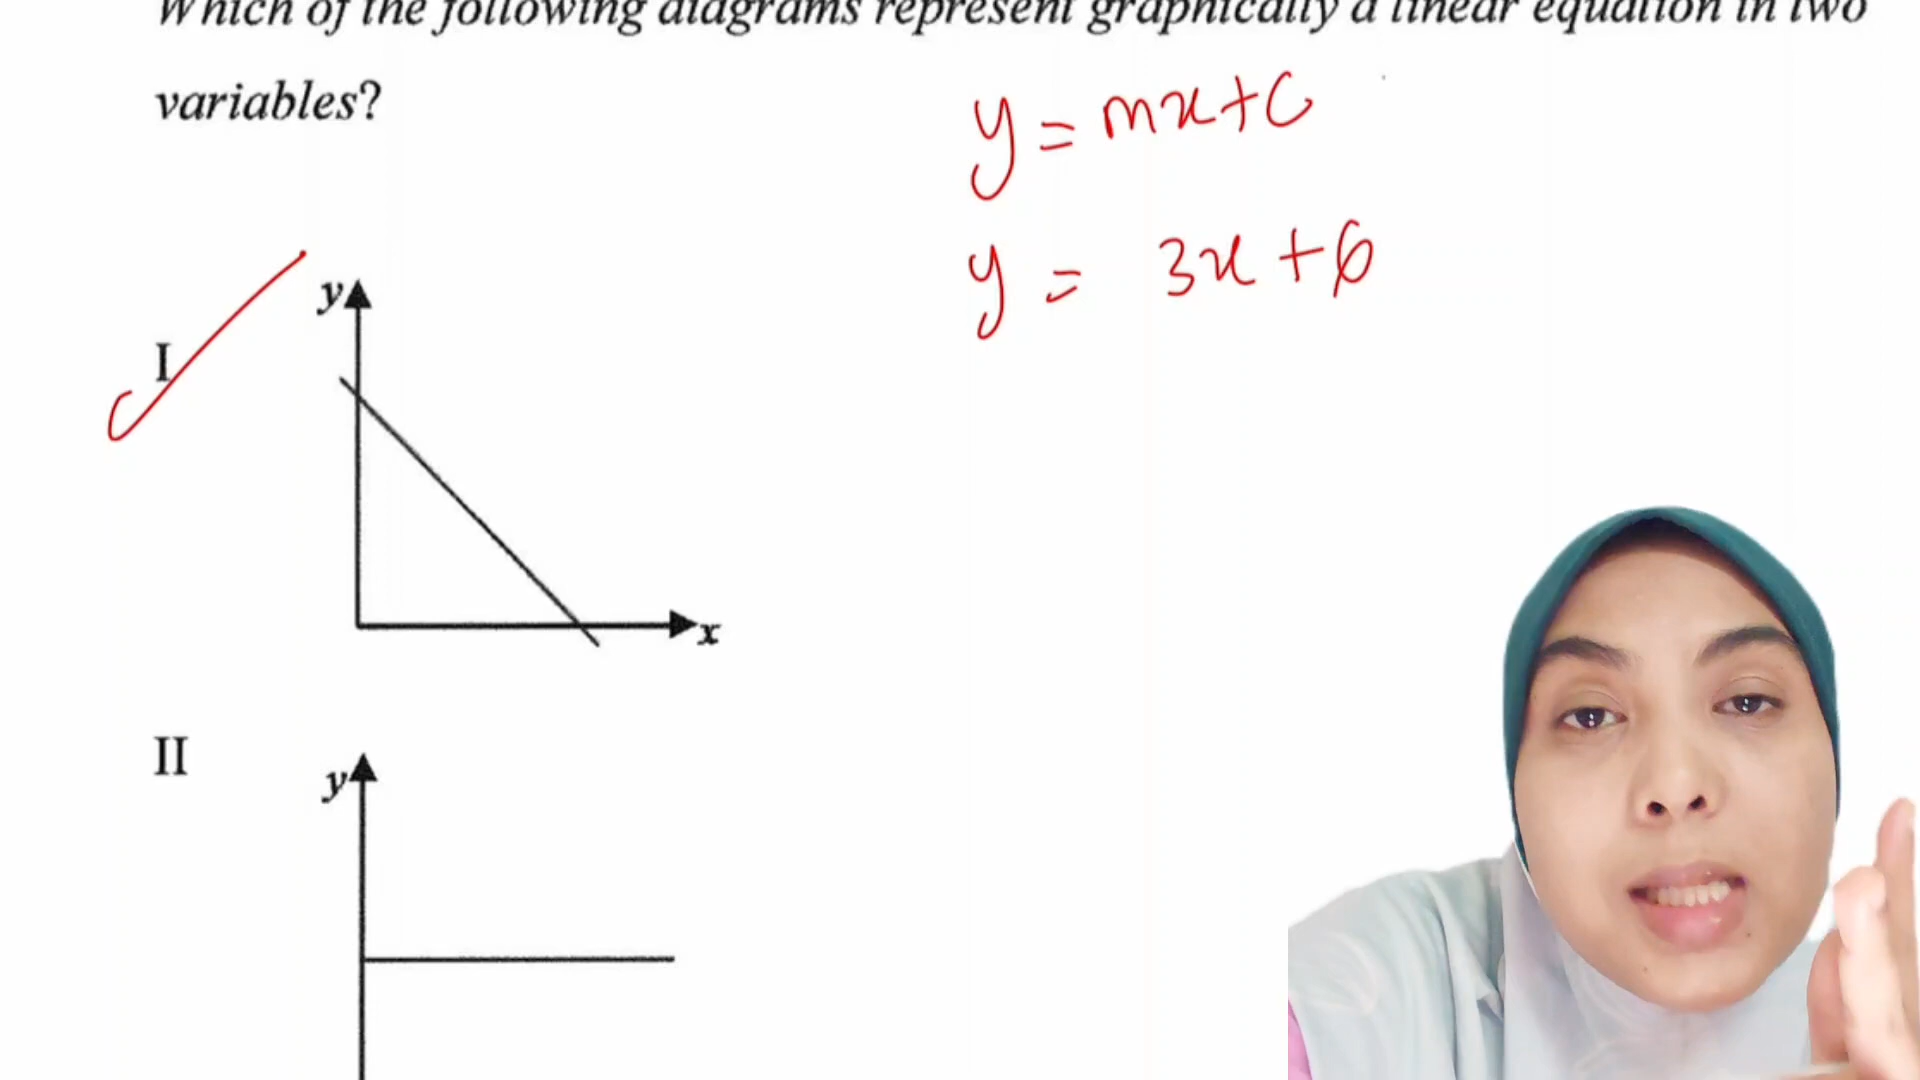 Which of the following diagrams represent graphically a linear equation in two
variables?
y = mx+c
y = 3x+6
I
y
x
II
y